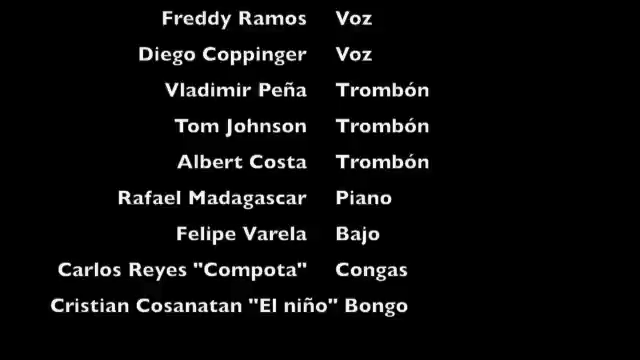 Freddy Ramos Voz
Diego Coppinger Voz
Vladimir Peña Trombón
Tom Johnson Trombón
Albert Costa Trombón
Rafael Madagascar Piano
Felipe Varela Bajo
Carlos Reyes "Compota" Congas
Cristian Cosanatan "El niño" Bongo